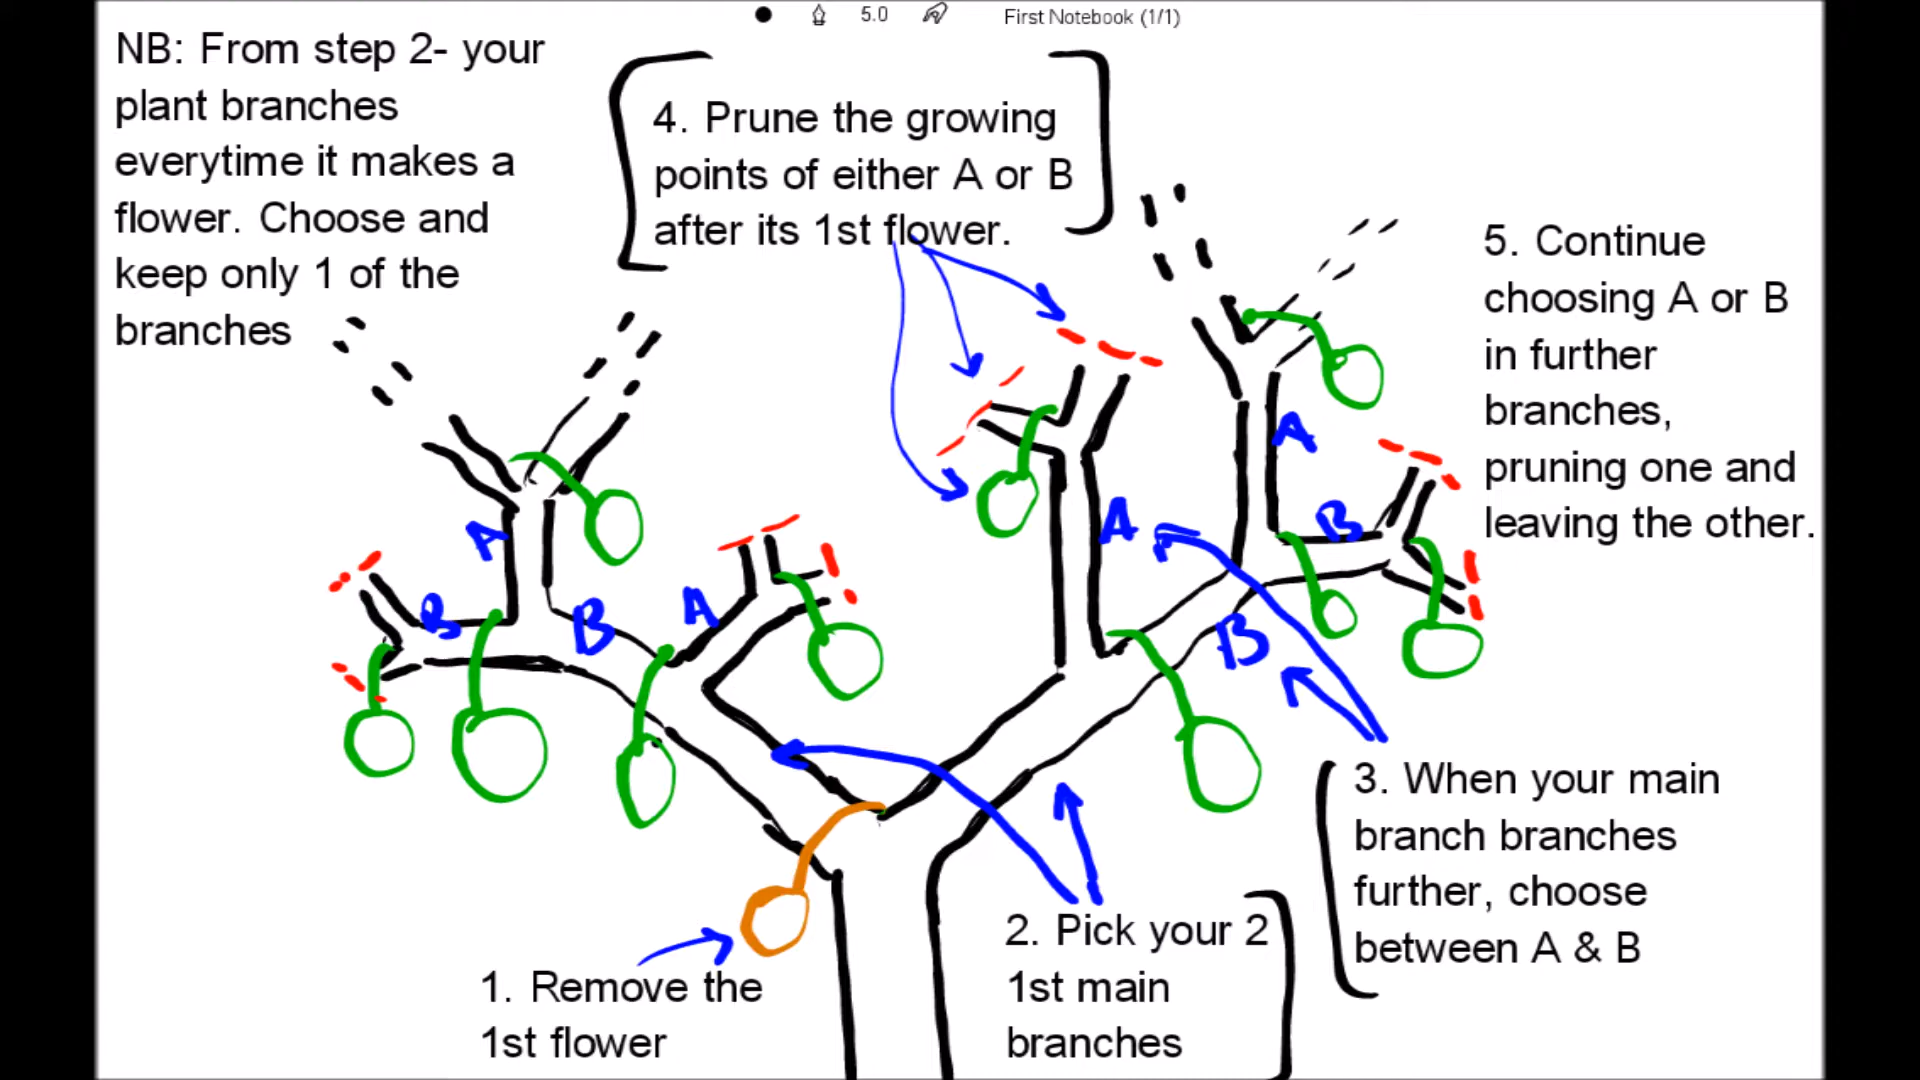 5.0
First Notebook (1/1)
NB: From step 2- your
plant branches
everytime it makes a
flower. Choose and
keep only 1 of the
branches
4. Prune the growing
points of either A or B
after its 1st flower.
5. Continue
choosing A or B
in further
branches,
pruning one and
leaving the other.
A
B
B
A
A
B
A
B
3. When your main
branch branches
further, choose
between A & B
2. Pick your 2
1st main
branches
1. Remove the
1st flower